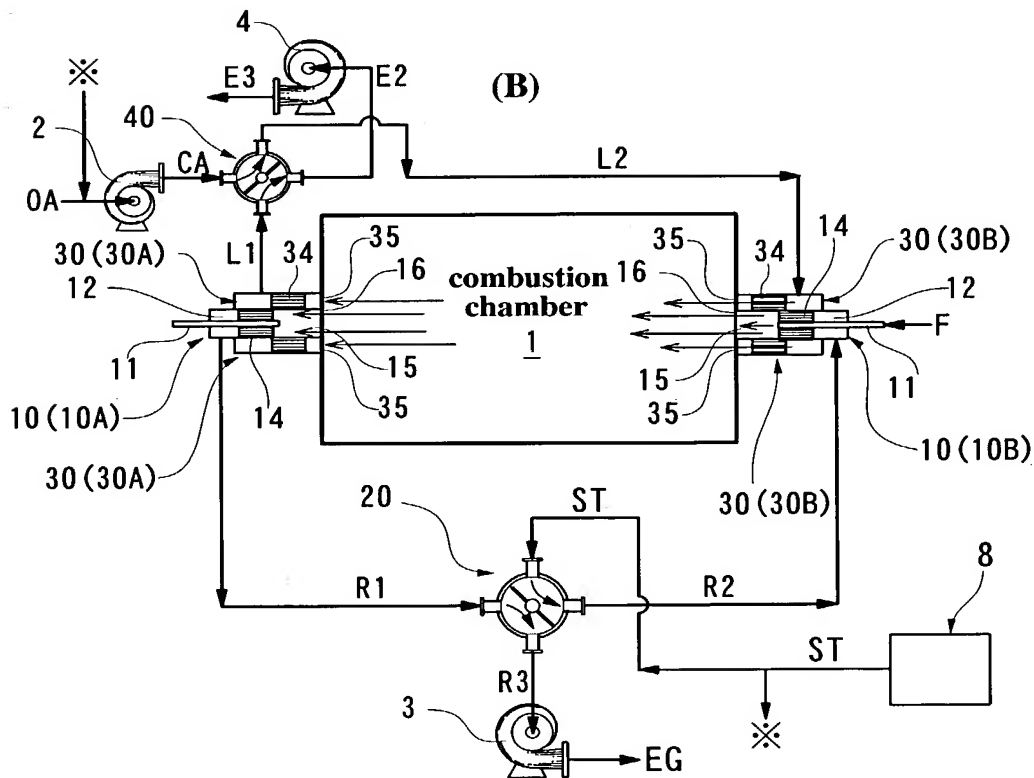 4
(B)
※
E3
E2
2
40
CA
L2
OA
L1
30 (30A)
34
35
16
12
combustion
chamber
1
35
34
14
16
30 (30B)
12
F
11
14
15
35
10 (10A)
30 (30A)
15
35
11
10 (10B)
30 (30B)
20
ST
8
R1
R2
ST
R3
3
※
EG